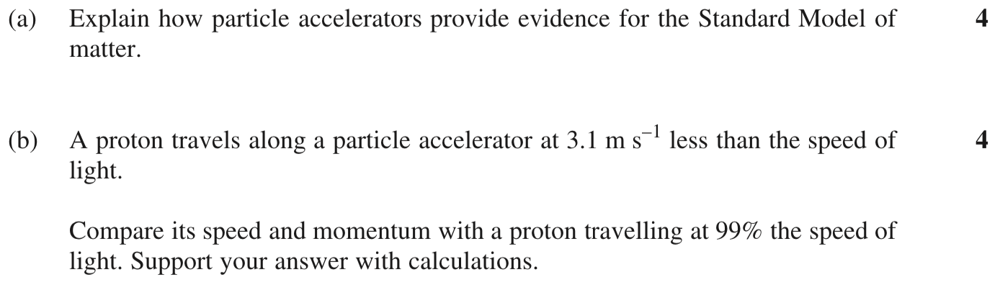 (a) Explain how particle accelerators provide evidence for the Standard Model of 4
matter.
(b) A proton travels along a particle accelerator at 3.1 m s⁻¹ less than the speed of 4
light.
Compare its speed and momentum with a proton travelling at 99% the speed of
light. Support your answer with calculations.